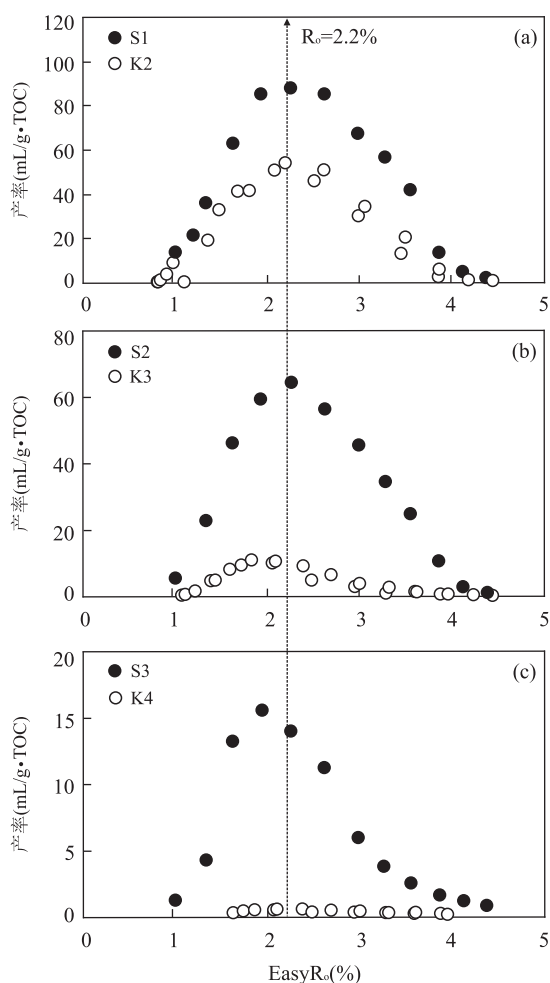 120
100
80
60
40
20
0
产率(mL/g•TOC)
S1
K2
Rₒ=2.2%
(a)
0 1 2 3 4 5
80
60
40
20
0
产率(mL/g•TOC)
S2
K3
(b)
0 1 2 3 4 5
20
15
10
5
0
产率(mL/g•TOC)
S3
K4
(c)
0 1 2 3 4 5
EasyRₒ(%)